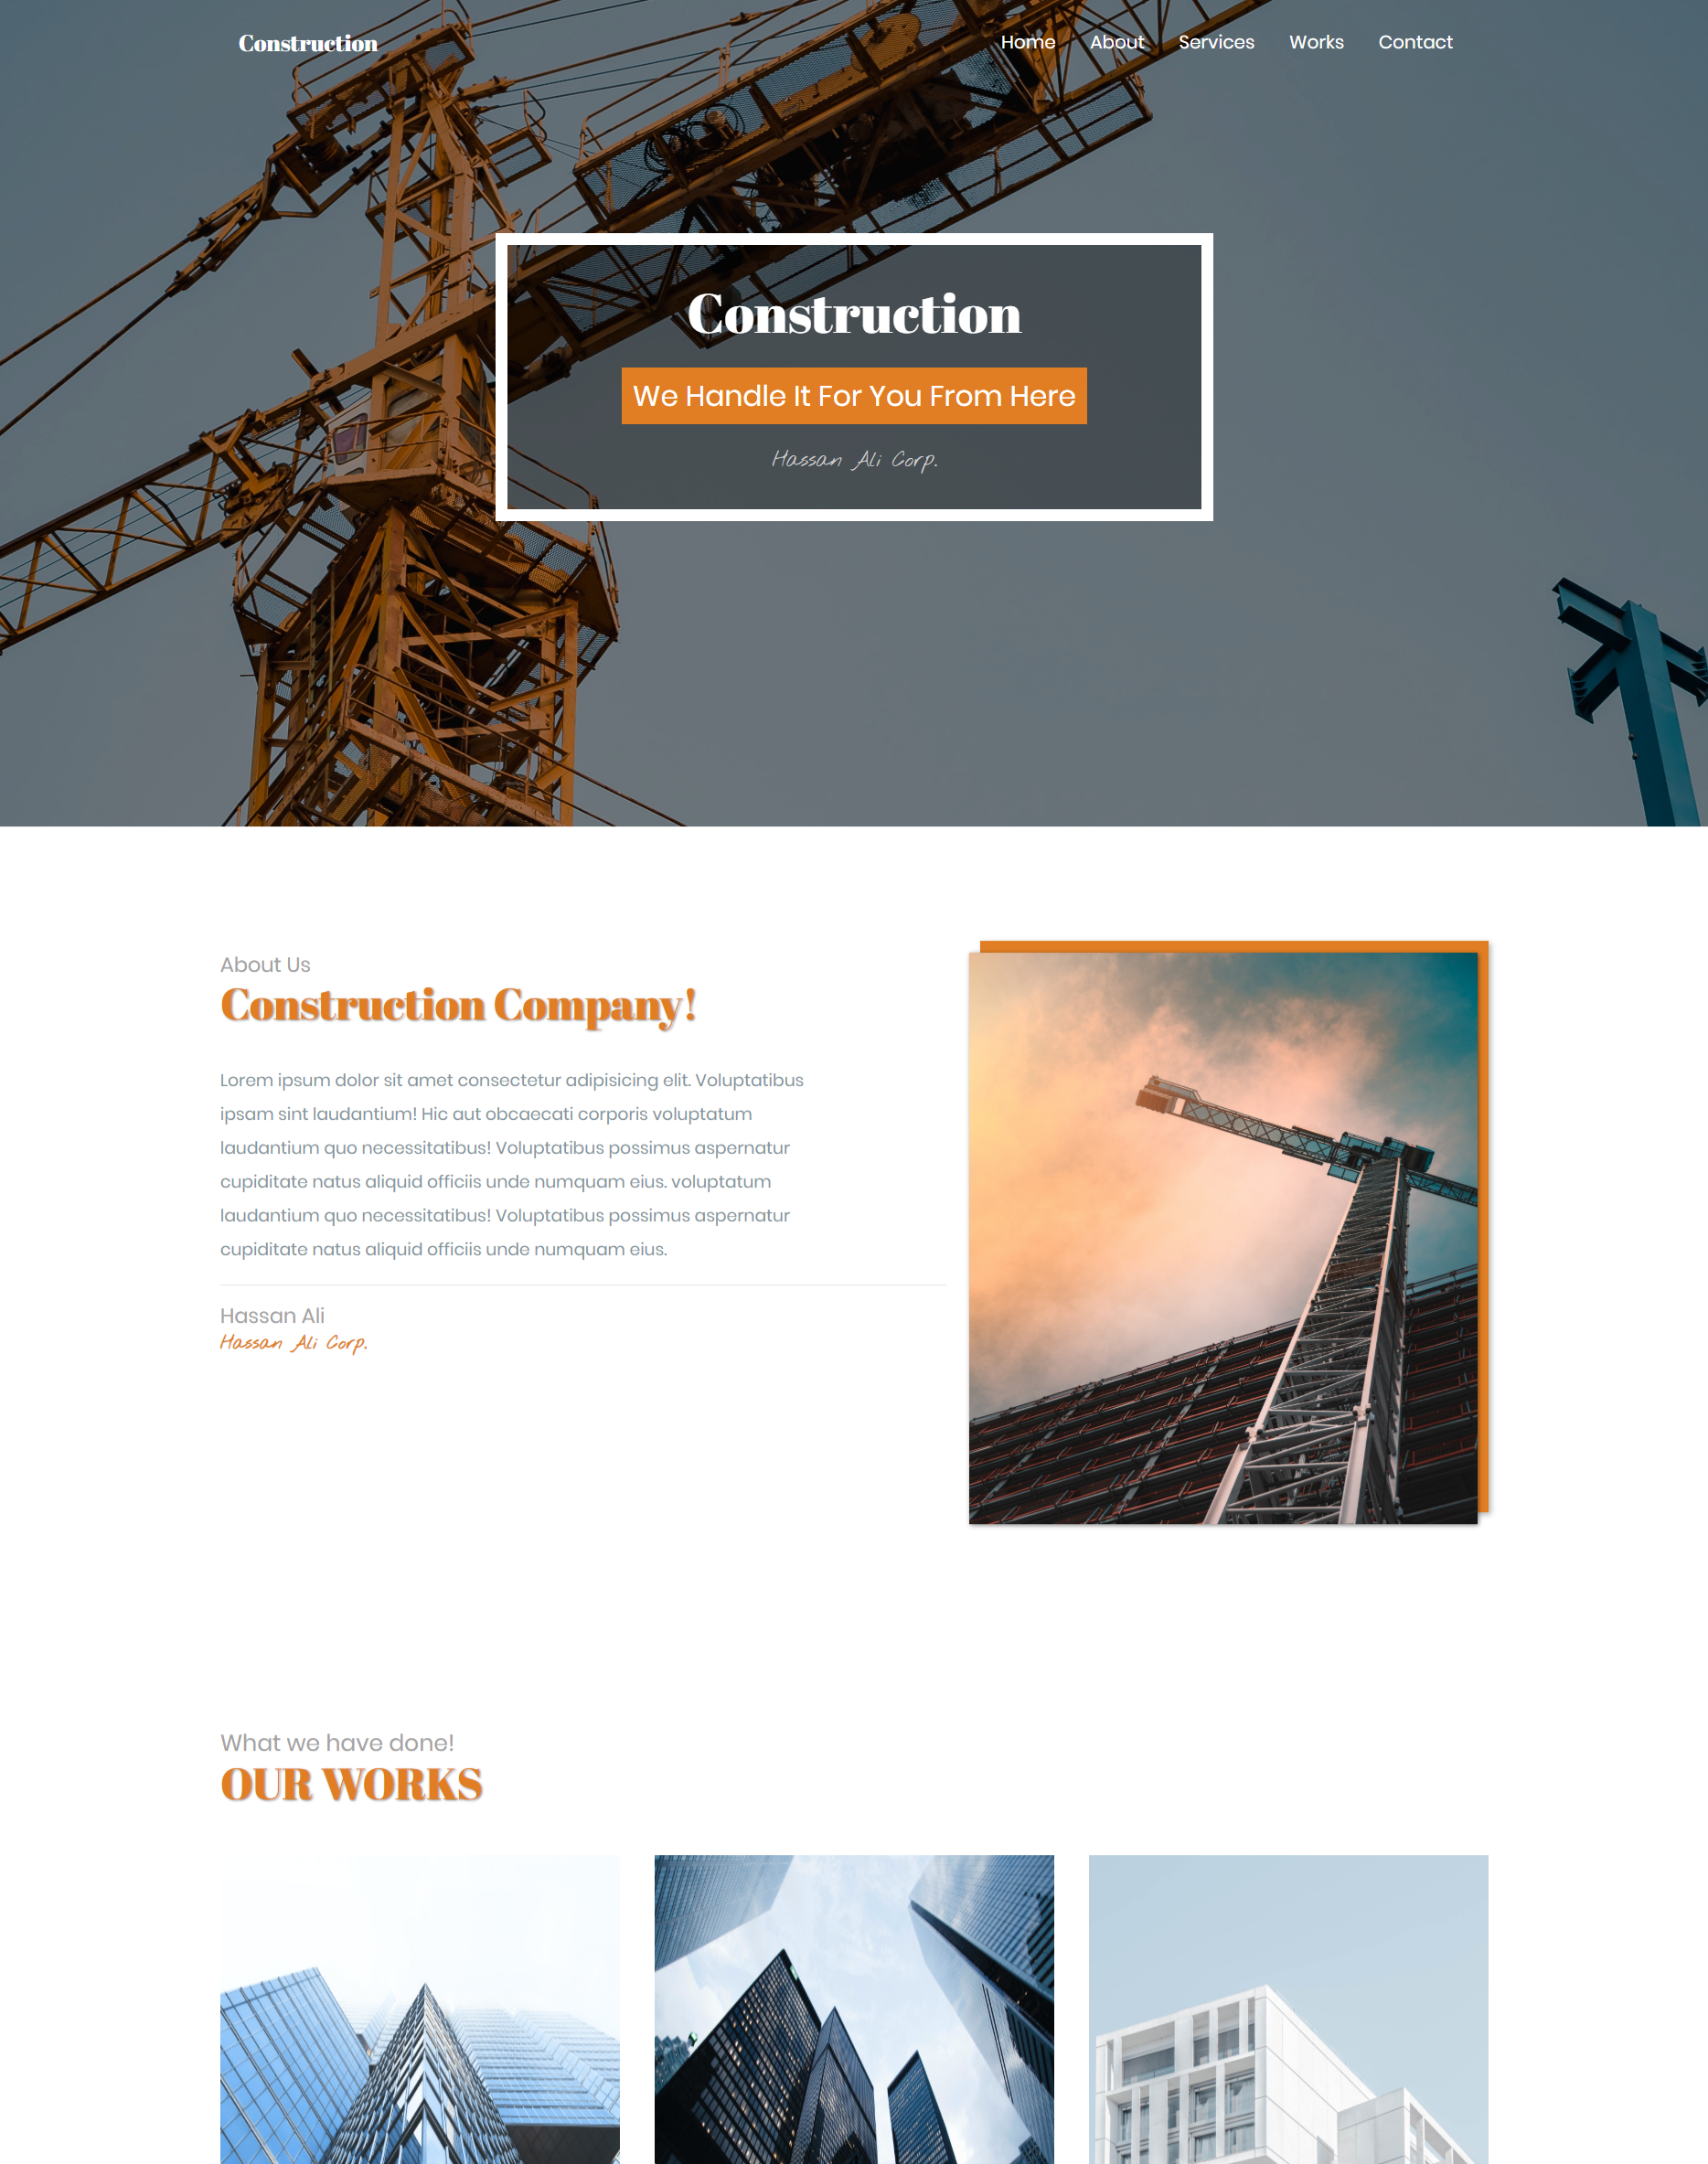 Construction
Home About Services Works Contact
Construction
We Handle It For You From Here
Hassan Ali Corp.
About Us
Construction Company!
Lorem ipsum dolor sit amet consectetur adipisicing elit. Voluptatibus
ipsam sint laudantium! Hic aut obcaecati corporis voluptatum
laudantium quo necessitatibus! Voluptatibus possimus aspernatur
cupiditate natus aliquid officiis unde numquam eius. voluptatum
laudantium quo necessitatibus! Voluptatibus possimus aspernatur
cupiditate natus aliquid officiis unde numquam eius.
Hassan Ali
Hassan Ali Corp.
What we have done!
OUR WORKS